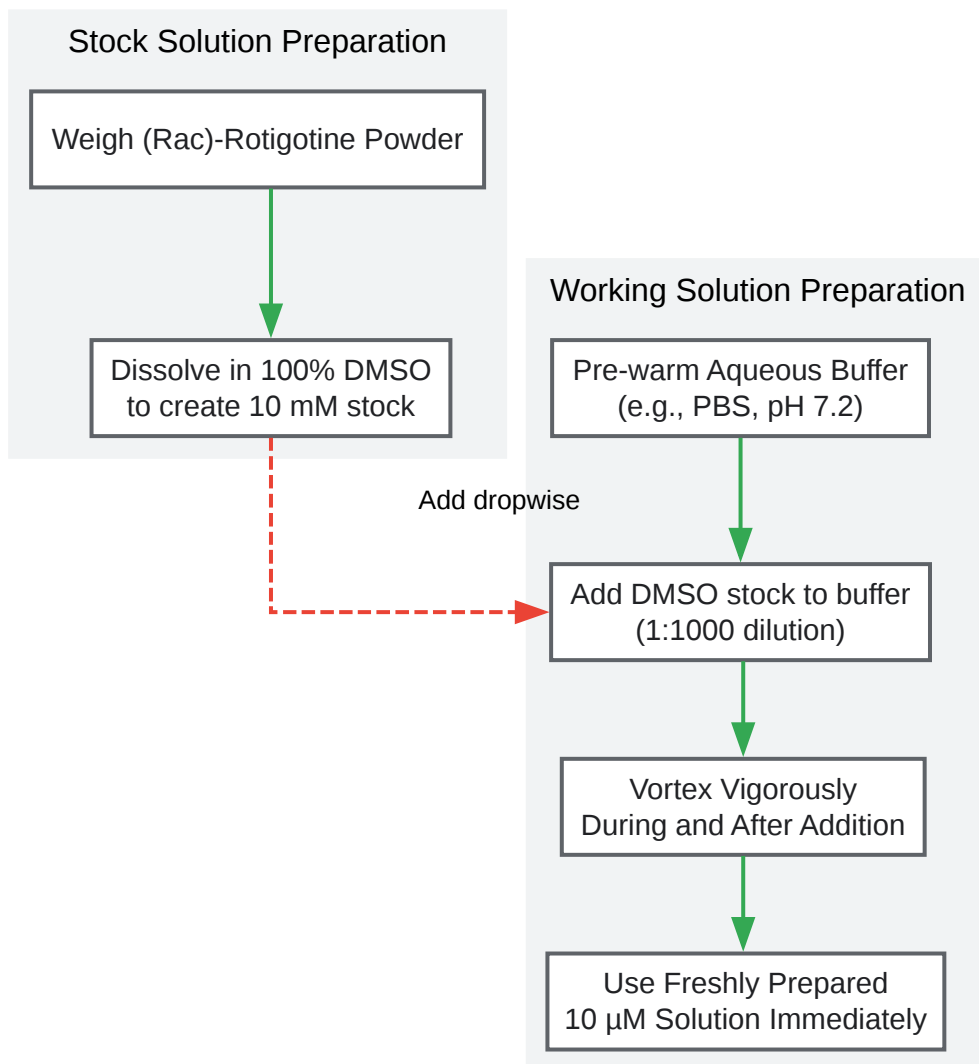 Stock Solution Preparation
Weigh (Rac)-Rotigotine Powder
Dissolve in 100% DMSO
to create 10 mM stock
Working Solution Preparation
Pre-warm Aqueous Buffer
(e.g., PBS, pH 7.2)
Add dropwise
Add DMSO stock to buffer
(1:1000 dilution)
Vortex Vigorously
During and After Addition
Use Freshly Prepared
10 µM Solution Immediately